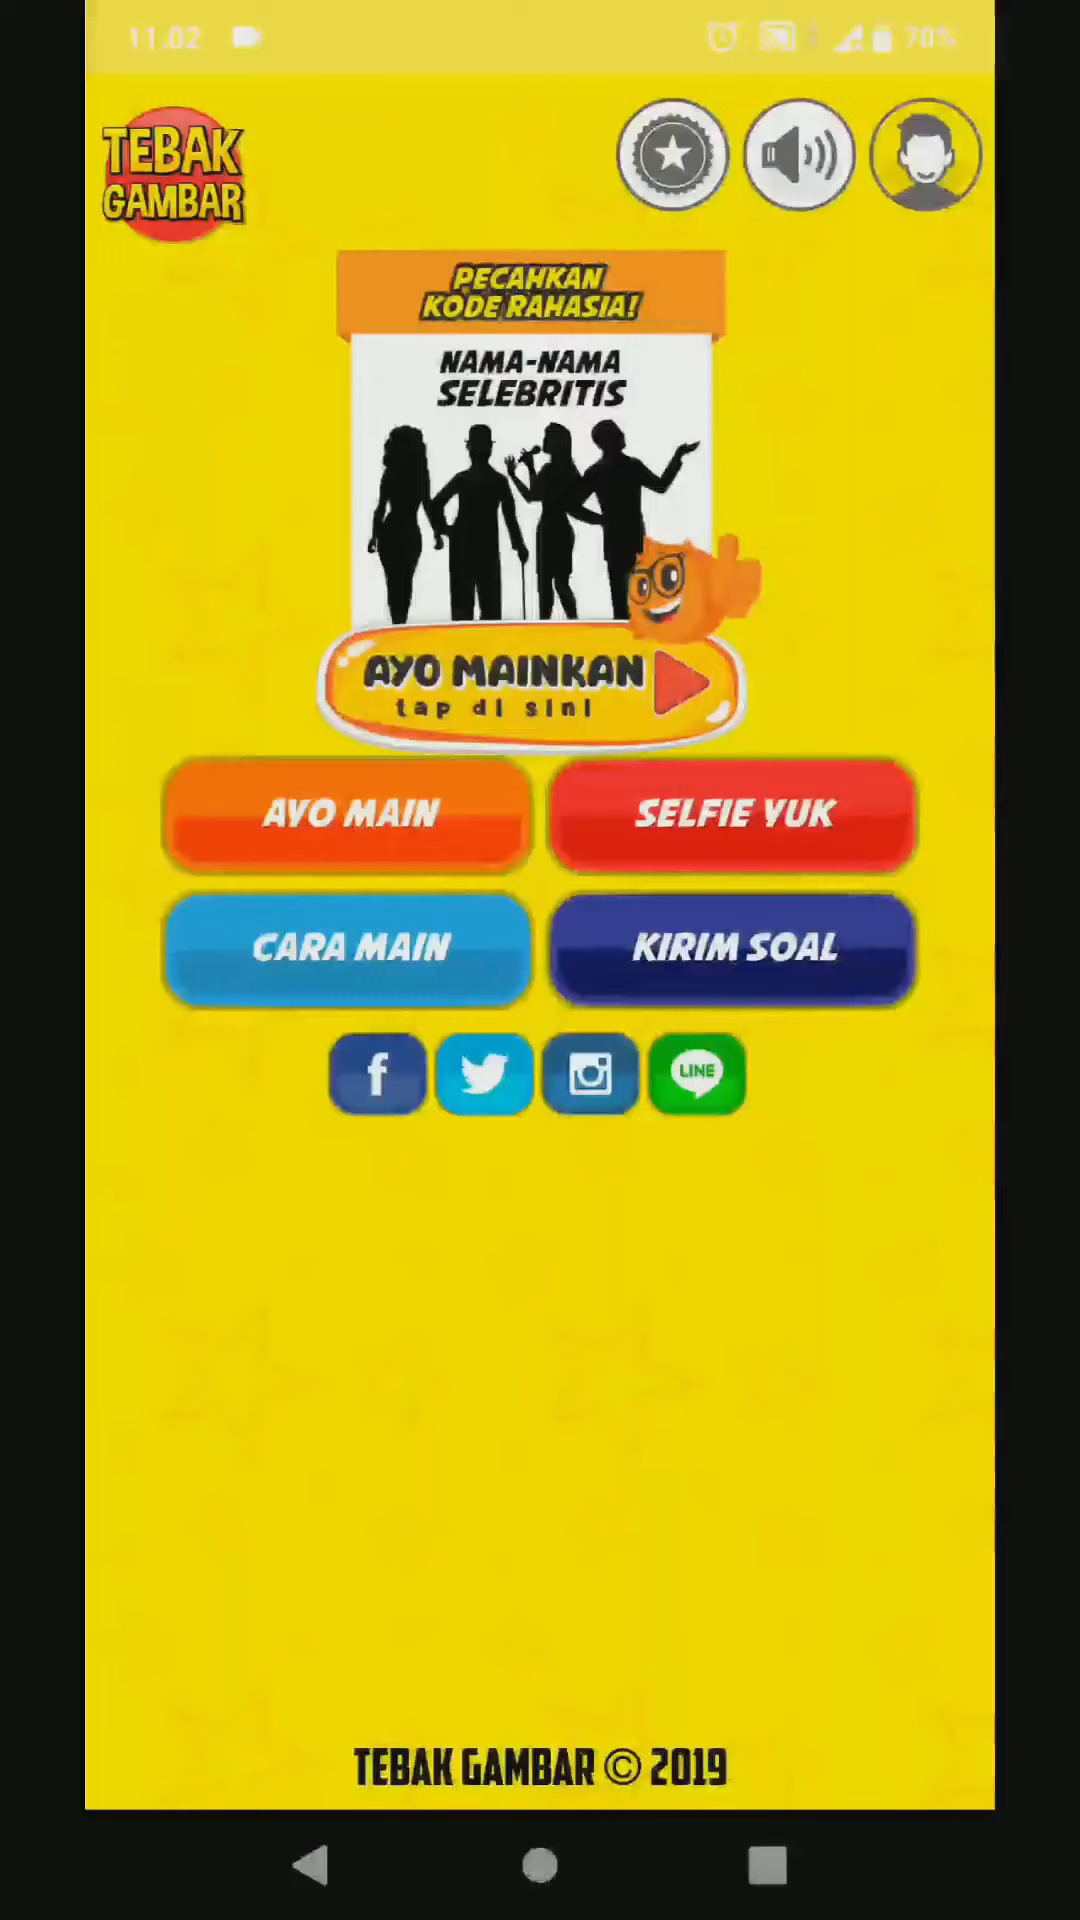 11.02
70%
TEBAK
GAMBAR
PECAHKAN
KODE RAHASIA!
NAMA-NAMA
SELEBRITIS
AYO MAINKAN
tap di sini
AYO MAIN
SELFIE YUK
CARA MAIN
KIRIM SOAL
f
LINE
TEBAK GAMBAR © 2019